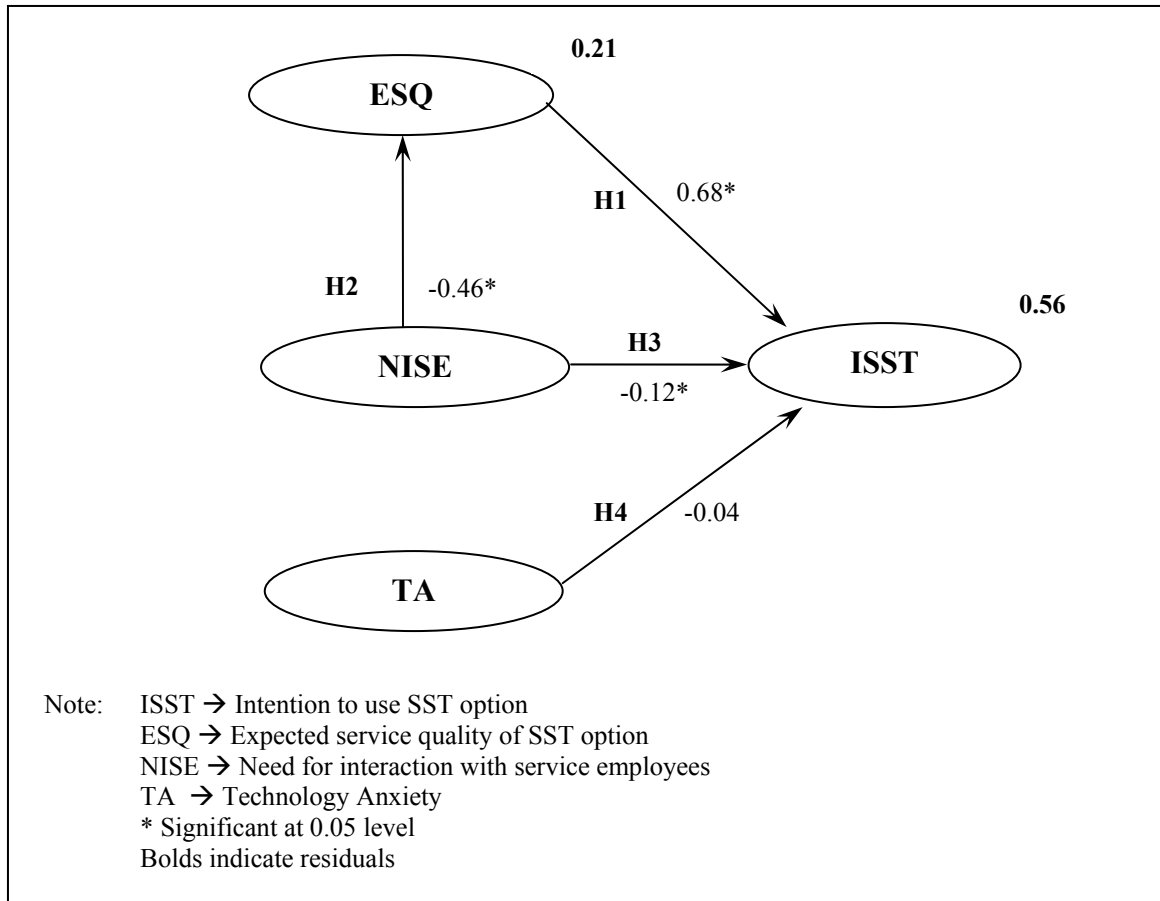 0.21
ESQ
H1
0.68*
H2
-0.46*
0.56
H3
NISE
ISST
-0.12*
H4
-0.04
TA
Note: ISST → Intention to use SST option
ESQ → Expected service quality of SST option
NISE → Need for interaction with service employees
TA → Technology Anxiety
* Significant at 0.05 level
Bolds indicate residuals